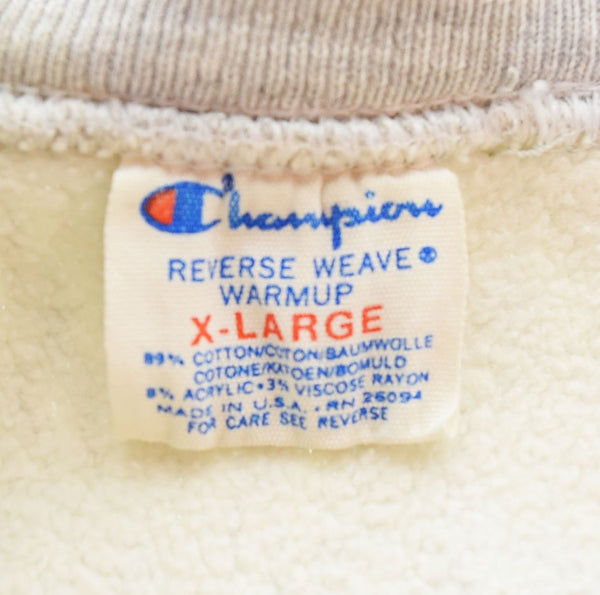 Champion
REVERSE WEAVE®
WARMUP
X-LARGE
89% COTTON/COTON/BAUMWOLLE
COTONE/KATOEN/BOMULD
8% ACRYLIC • 3% VISCOSE RAYON
MADE IN U.S.A. • RN 26094
FOR CARE SEE REVERSE